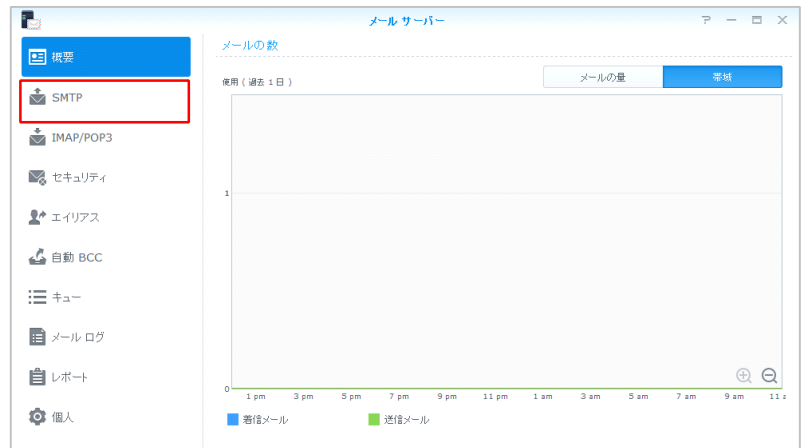 メール サーバー
概要
SMTP
IMAP/POP3
セキュリティ
エイリアス
自動 BCC
キュー
メール ログ
レポート
個人
メールの数
使用 ( 過去 1 日 )
メールの量 帯域
1
0
1 pm 3 pm 5 pm 7 pm 9 pm 11 pm 1 am 3 am 5 am 7 am 9 am 11 a
着信メール 送信メール